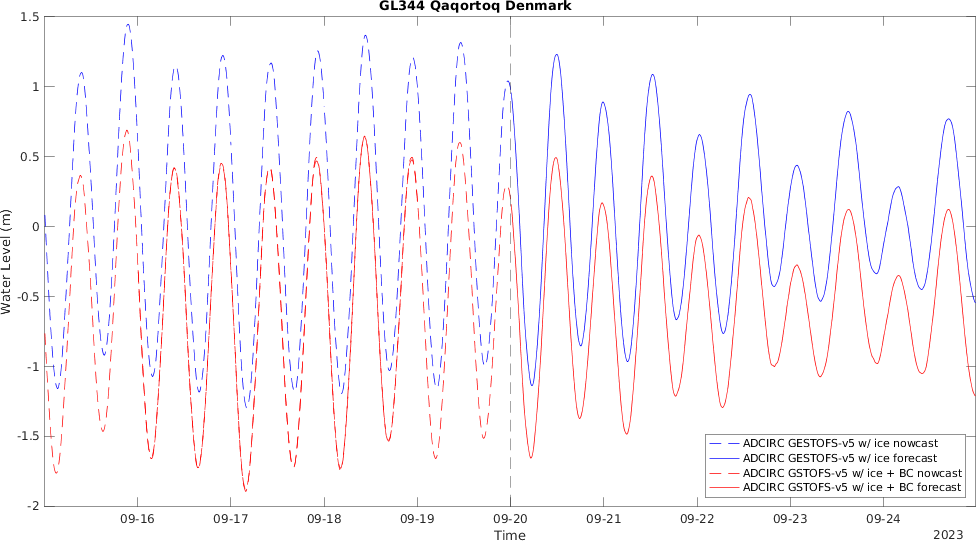 GL344 Qaqortoq Denmark
Water Level (m)
1.5
1
0.5
0
-0.5
-1
-1.5
-2
ADCIRC GESTOFS-v5 w/ ice nowcast
ADCIRC GESTOFS-v5 w/ ice forecast
ADCIRC GSTOFS-v5 w/ ice + BC nowcast
ADCIRC GSTOFS-v5 w/ ice + BC forecast
09-16 09-17 09-18 09-19 09-20 09-21 09-22 09-23 09-24
Time
2023